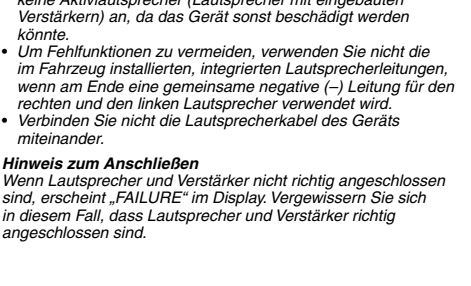 keine Aktivlautsprecher (Lautsprecher mit eingebauten
Verstärkern) an, da das Gerät sonst beschädigt werden
könnte.
• Um Fehlfunktionen zu vermeiden, verwenden Sie nicht die
im Fahrzeug installierten, integrierten Lautsprecherleitungen,
wenn am Ende eine gemeinsame negative (–) Leitung für den
rechten und den linken Lautsprecher verwendet wird.
• Verbinden Sie nicht die Lautsprecherkabel des Geräts
miteinander.
Hinweis zum Anschließen
Wenn Lautsprecher und Verstärker nicht richtig angeschlossen
sind, erscheint „FAILURE“ im Display. Vergewissern Sie sich
in diesem Fall, dass Lautsprecher und Verstärker richtig
angeschlossen sind.